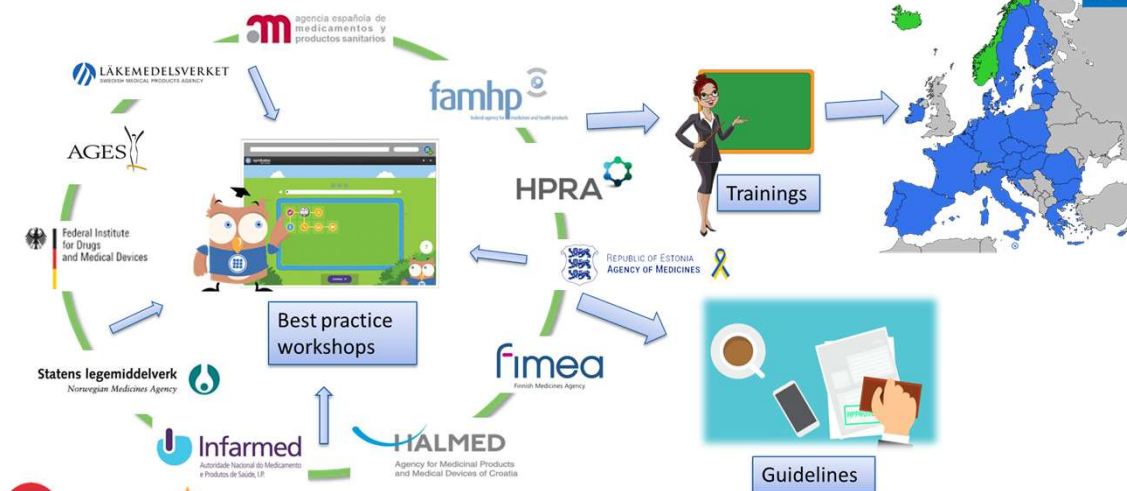 agencia española de
medicamentos y
productos sanitarios
LÄKEMEDELSVERKET
SWEDISH MEDICAL PRODUCTS AGENCY
famhp
federal agency for medicines and health products
AGES
HPRA
Trainings
Federal Institute
for Drugs
and Medical Devices
REPUBLIC OF ESTONIA
AGENCY OF MEDICINES
Best practice
workshops
Statens legemiddelverk
Norwegian Medicines Agency
fimea
Finnish Medicines Agency
Infarmed
Autoridade Nacional do Medicamento
e Produtos de Saúde, I.P.
HALMED
Agency for Medicinal Products
and Medical Devices of Croatia
Guidelines